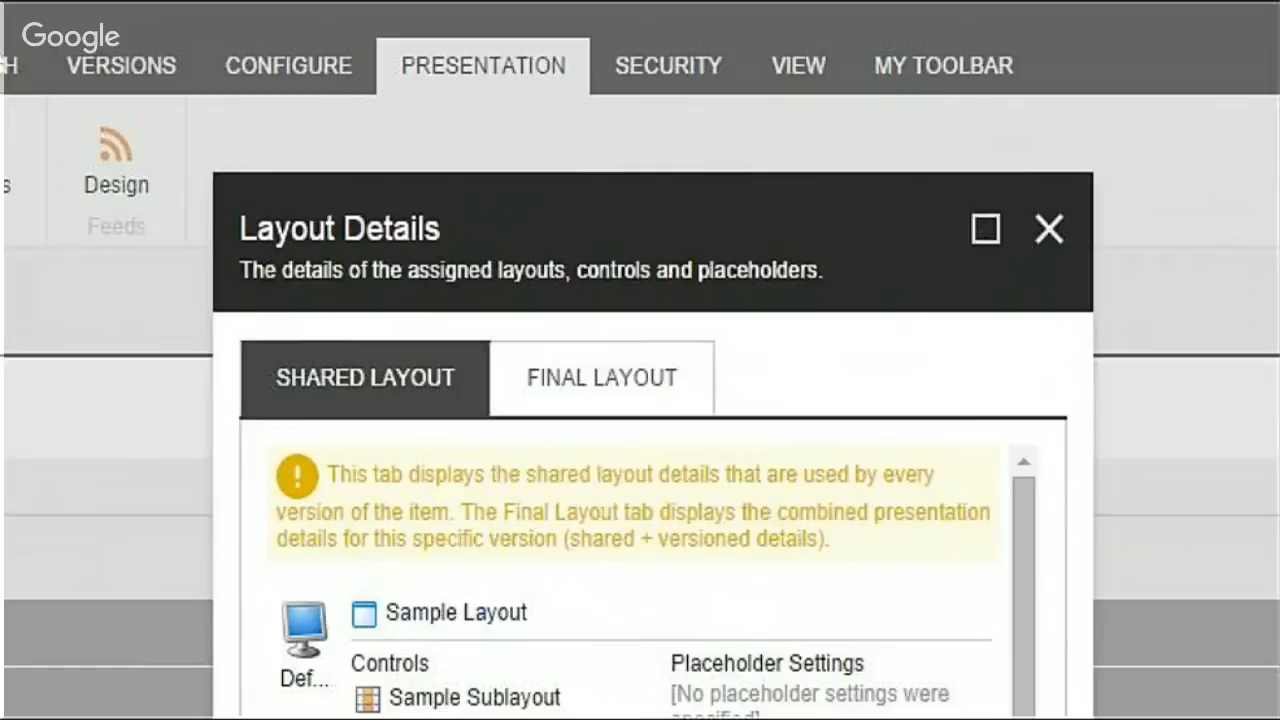 Google
H VERSIONS CONFIGURE PRESENTATION SECURITY VIEW MY TOOLBAR
s Design
Feeds
Layout Details
The details of the assigned layouts, controls and placeholders.
SHARED LAYOUT FINAL LAYOUT
This tab displays the shared layout details that are used by every
version of the item. The Final Layout tab displays the combined presentation
details for this specific version (shared + versioned details).
Sample Layout
Controls Placeholder Settings
Def...
Sample Sublayout [No placeholder settings were
specified]